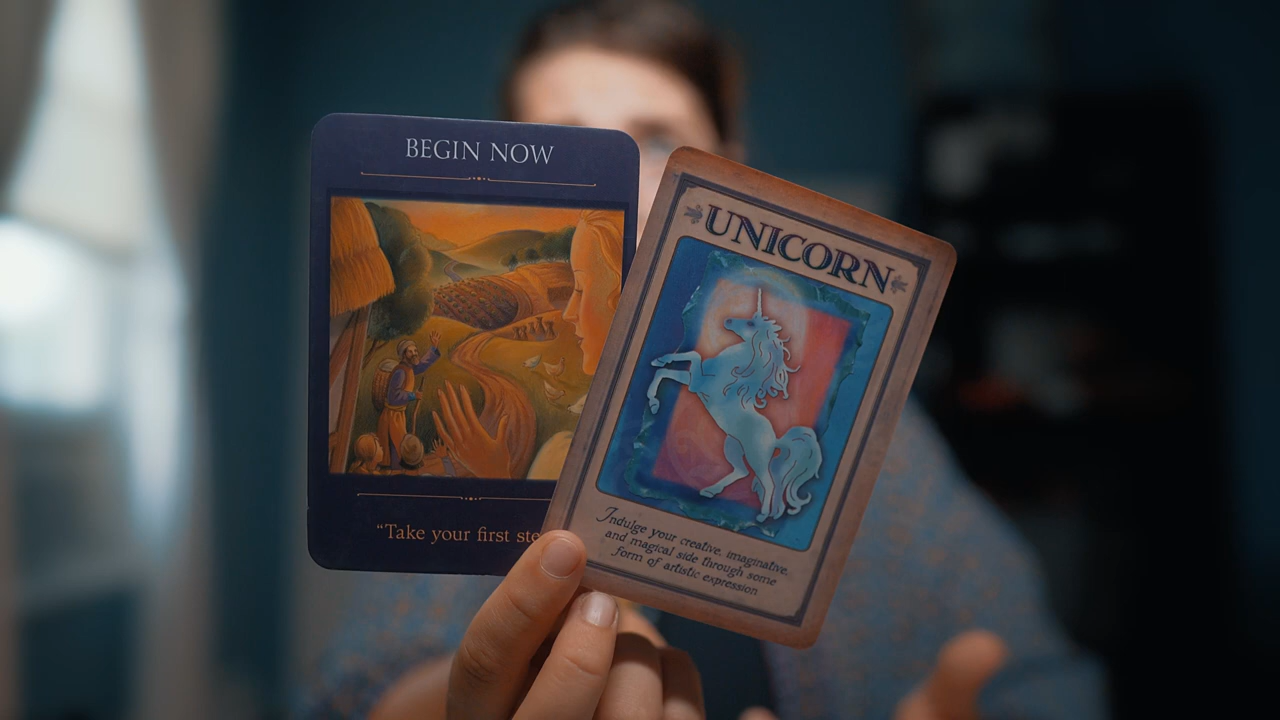 BEGIN NOW
"Take your first ste
UNICORN
Indulge your creative, imaginative,
and magical side through some
form of artistic expression